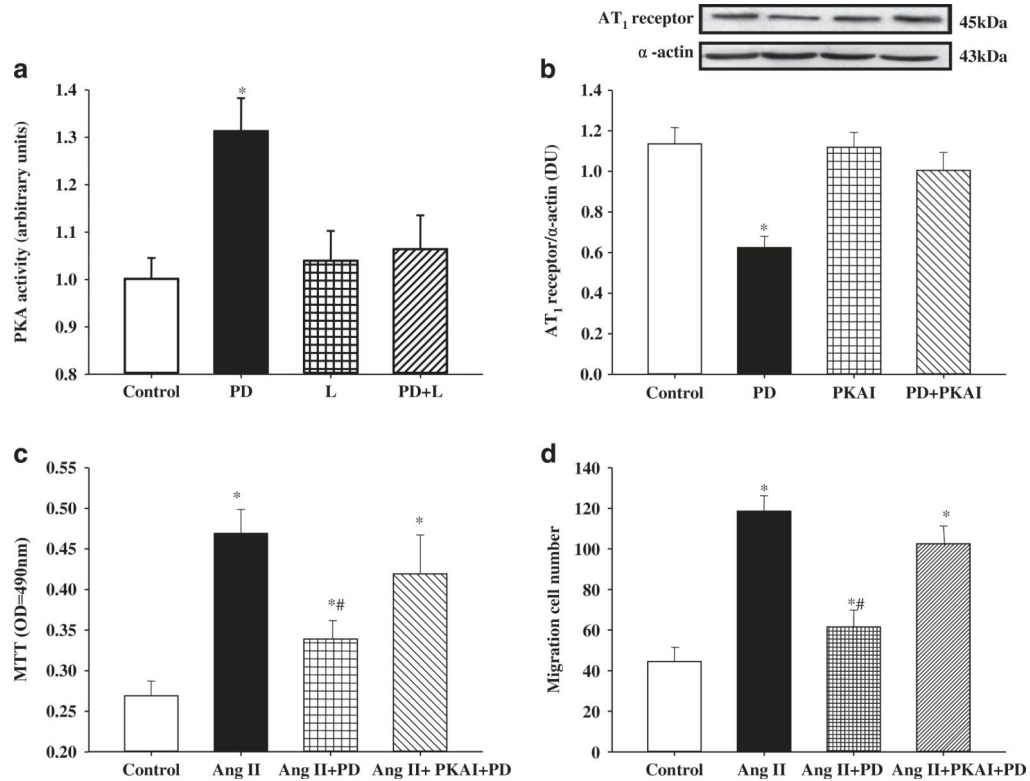 AT1 receptor
45kDa
α -actin
43kDa
a
PKA activity (arbitrary units)
1.4
1.3
1.2
1.1
1.0
0.9
0.8
*
Control PD L PD+L
b
AT1 receptor/α-actin (DU)
1.4
1.2
1.0
0.8
0.6
0.4
0.2
0.0
*
Control PD PKAI PD+PKAI
c
MTT (OD=490nm)
0.55
0.50
0.45
0.40
0.35
0.30
0.25
0.20
*
*#
*
Control Ang II Ang II+PD Ang II+ PKAI+PD
d
Migration cell number
140
120
100
80
60
40
20
0
*
*#
*
Control Ang II Ang II+PD Ang II+PKAI+PD